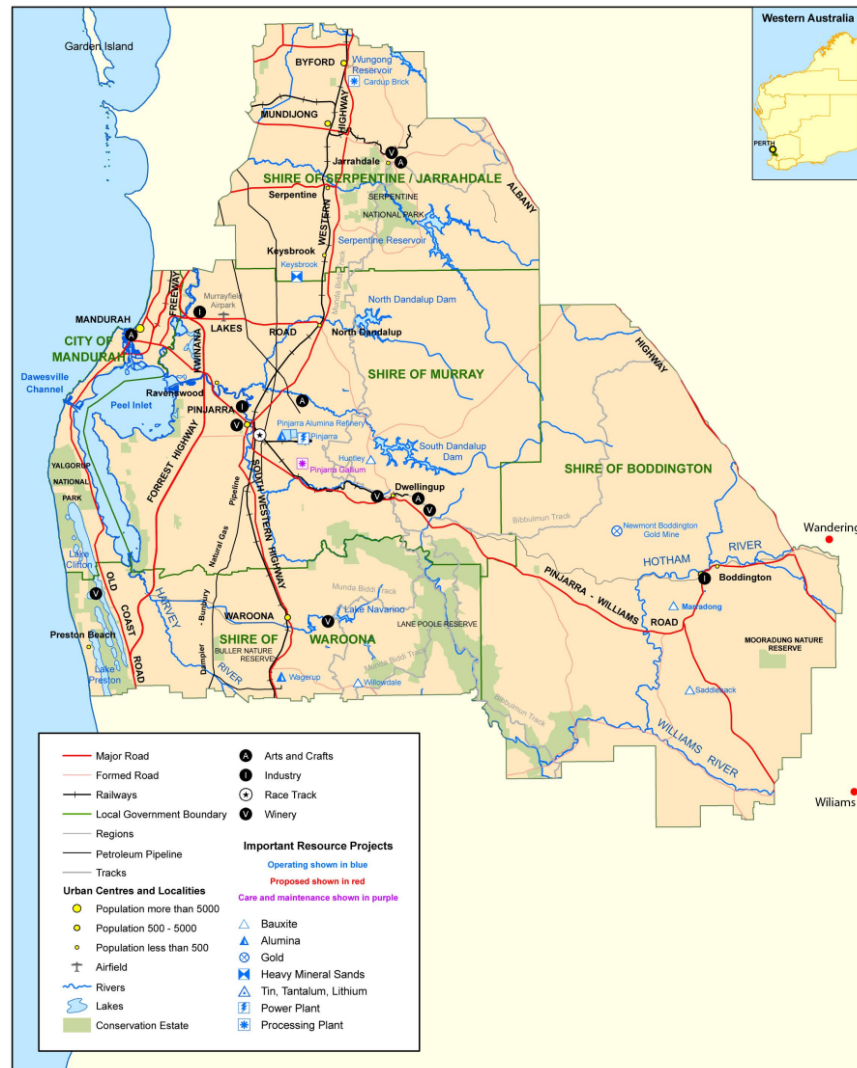 Western Australia
PERTH
Garden Island
BYFORD
Wungong
Reservoir
Cardup Brick
MUNDIJONG
HIGHWAY
Jarrahdale
V
A
SHIRE OF SERPENTINE / JARRAHDALE
ALBANY
Serpentine
SERPENTINE
NATIONAL PARK
WESTERN
Serpentine Reservoir
Keysbrook
Keysbrook
Munda Biddi Track
FREEWAY
Murrayfield
Airpark
I
North Dandalup Dam
MANDURAH
A
LAKES
ROAD
North Dandalup
HIGHWAY
CITY OF
MANDURAH
KWINANA
SHIRE OF MURRAY
Dawesville
Channel
Peel Inlet
Ravenswood
PINJARRA
I
A
V
Pinjarra Alumina Refinery
Pinjarra
South Dandalup
Dam
Huntley
Pinjarra Gallium
SHIRE OF BODDINGTON
YALGORUP
NATIONAL
PARK
FORREST HIGHWAY
Natural Gas
Pipeline
SOUTH WESTERN HIGHWAY
V
Dwellingup
A
V
Bibbulmun Track
Newmont Boddington
Gold Mine
Wandering
Lake
Clifton
HOTHAM
RIVER
PINJARRA - WILLIAMS
ROAD
I
Boddington
V
OLD
COAST
ROAD
HARVEY
RIVER
Dampier
- Bunbury
Munda Biddi Track
Lake Navarino
V
WAROONA
Marradong
Preston Beach
SHIRE OF
WAROONA
BULLER NATURE
RESERVE
LANE POOLE RESERVE
MOORADUNG NATURE
RESERVE
Lake
Preston
Munda Biddi Track
Wagerup
Willowdale
Saddleback
Bibbulmun Track
WILLIAMS
RIVER
Wiliams
Major Road
Formed Road
Railways
Local Government Boundary
Regions
Petroleum Pipeline
Tracks
Urban Centres and Localities
Population more than 5000
Population 500 - 5000
Population less than 500
Airfield
Rivers
Lakes
Conservation Estate
A Arts and Crafts
I Industry
Race Track
V Winery
Important Resource Projects
Operating shown in blue
Proposed shown in red
Care and maintenance shown in purple
Bauxite
Alumina
Gold
Heavy Mineral Sands
Tin, Tantalum, Lithium
Power Plant
Processing Plant